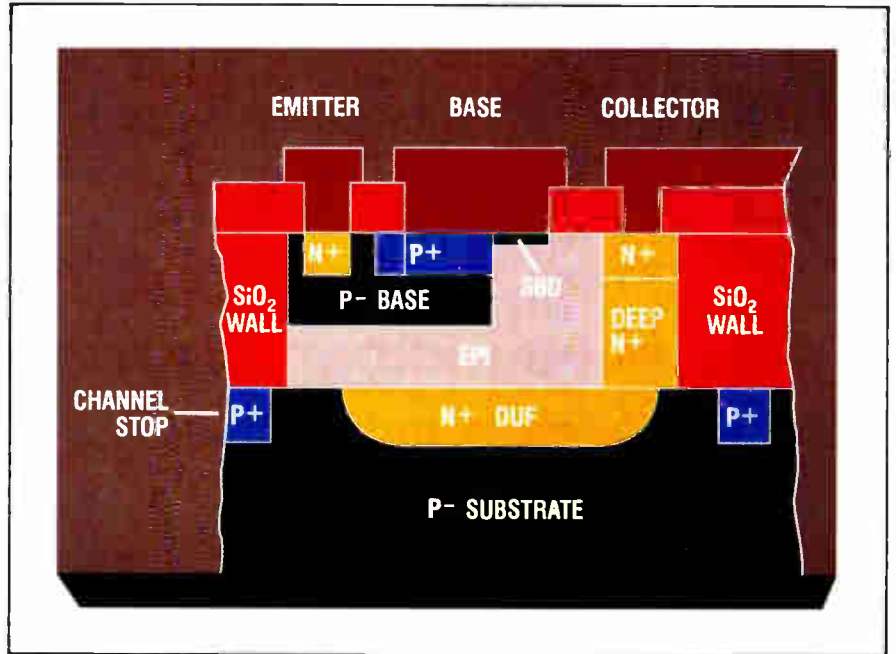 EMITTER BASE COLLECTOR
N+ P+ N+
SBD
SiO₂
WALL
P- BASE
DEEP
N+
SiO₂
WALL
EPI
CHANNEL
STOP
P+ N+ DUF P+
P- SUBSTRATE